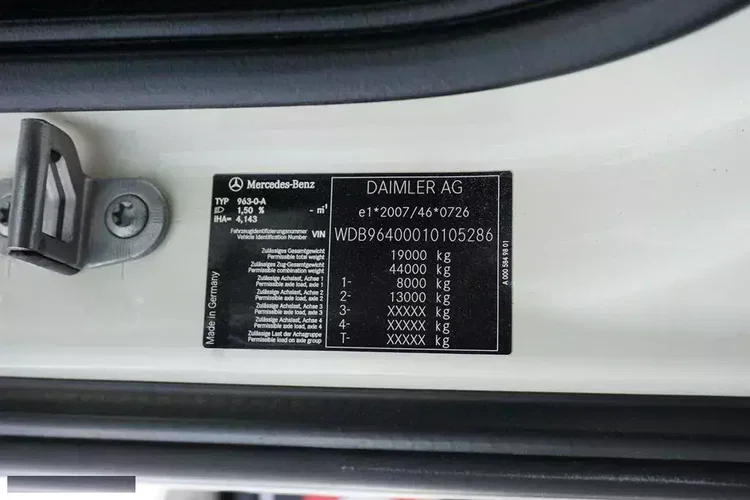 Mercedes-Benz
TYP 963-0-A
1,50 % - m⁻¹
IHA= 4,143
Fahrzeugidentifizierungsnummer
Vehicle Identification Number VIN
Zulässiges Gesamtgewicht
Permissible total weight
Zulässiges Zug-Gesamtgewicht
Permissible combination weight
Zulässige Achslast, Achse 1
Permissible axle load, axle 1
Zulässige Achslast, Achse 2
Permissible axle load, axle 2
Zulässige Achslast, Achse 3
Permissible axle load, axle 3
Zulässige Achslast, Achse 4
Permissible axle load, axle 4
Zulässige Last der Achsgruppe
Permissible load on axle group
Made in Germany
DAIMLER AG
e1*2007/46*0726
WDB96400010105286
19000 kg
44000 kg
1- 8000 kg
2- 13000 kg
3- XXXXX kg
4- XXXXX kg
T- XXXXX kg
A 000 584 98 01